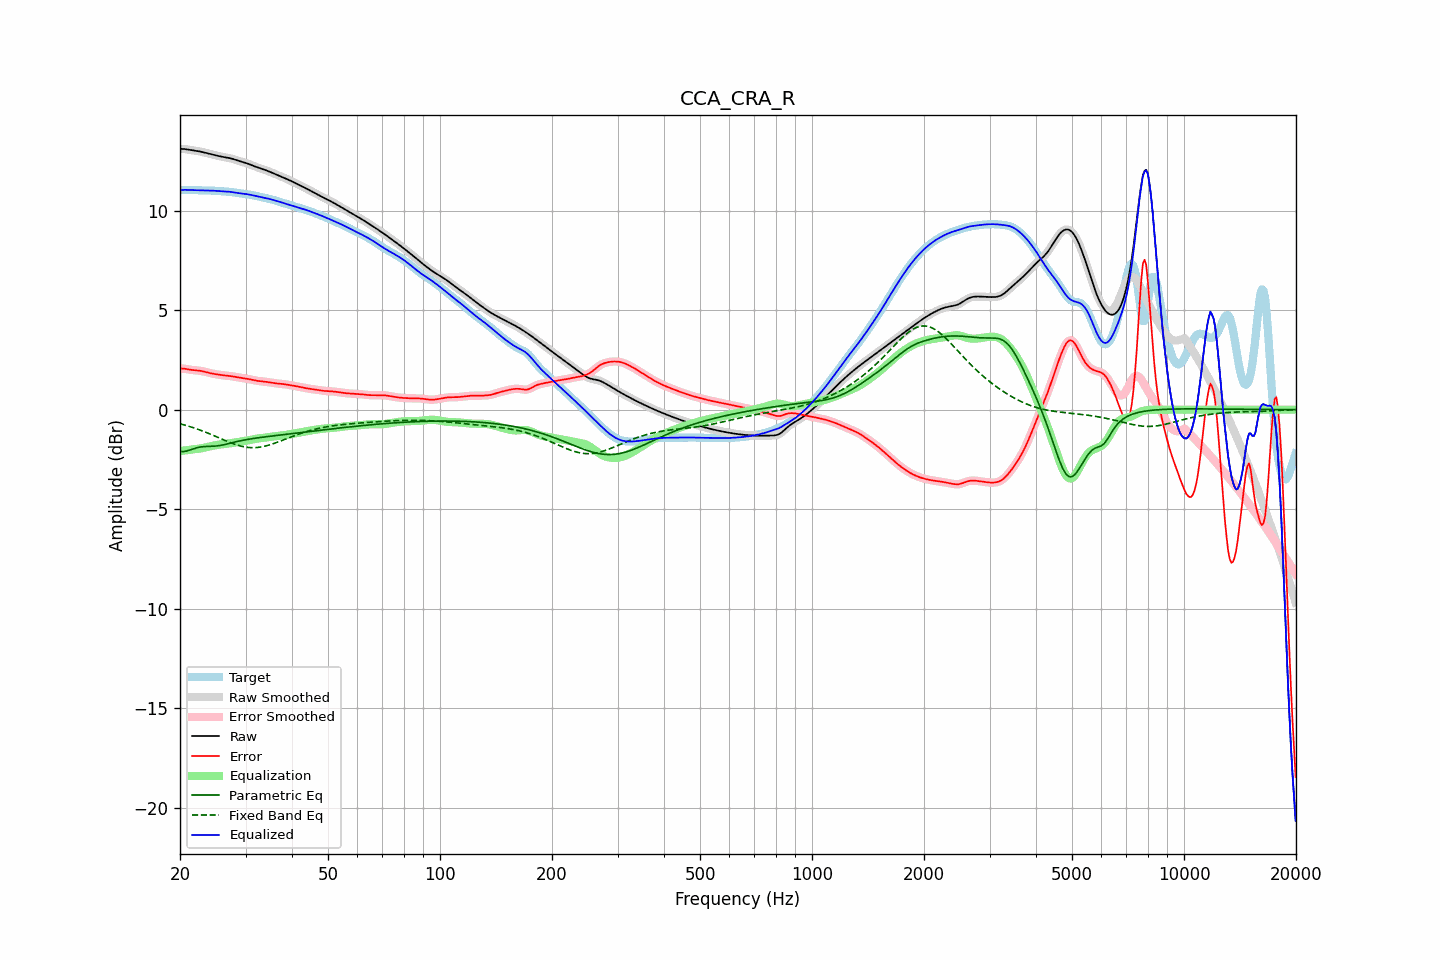 CCA_CRA_R
Amplitude (dBr)
10
5
0
−5
−10
−15
−20
Target
Raw Smoothed
Error Smoothed
Raw
Error
Equalization
Parametric Eq
Fixed Band Eq
Equalized
20 50 100 200 500 1000 2000 5000 10000 20000
Frequency (Hz)